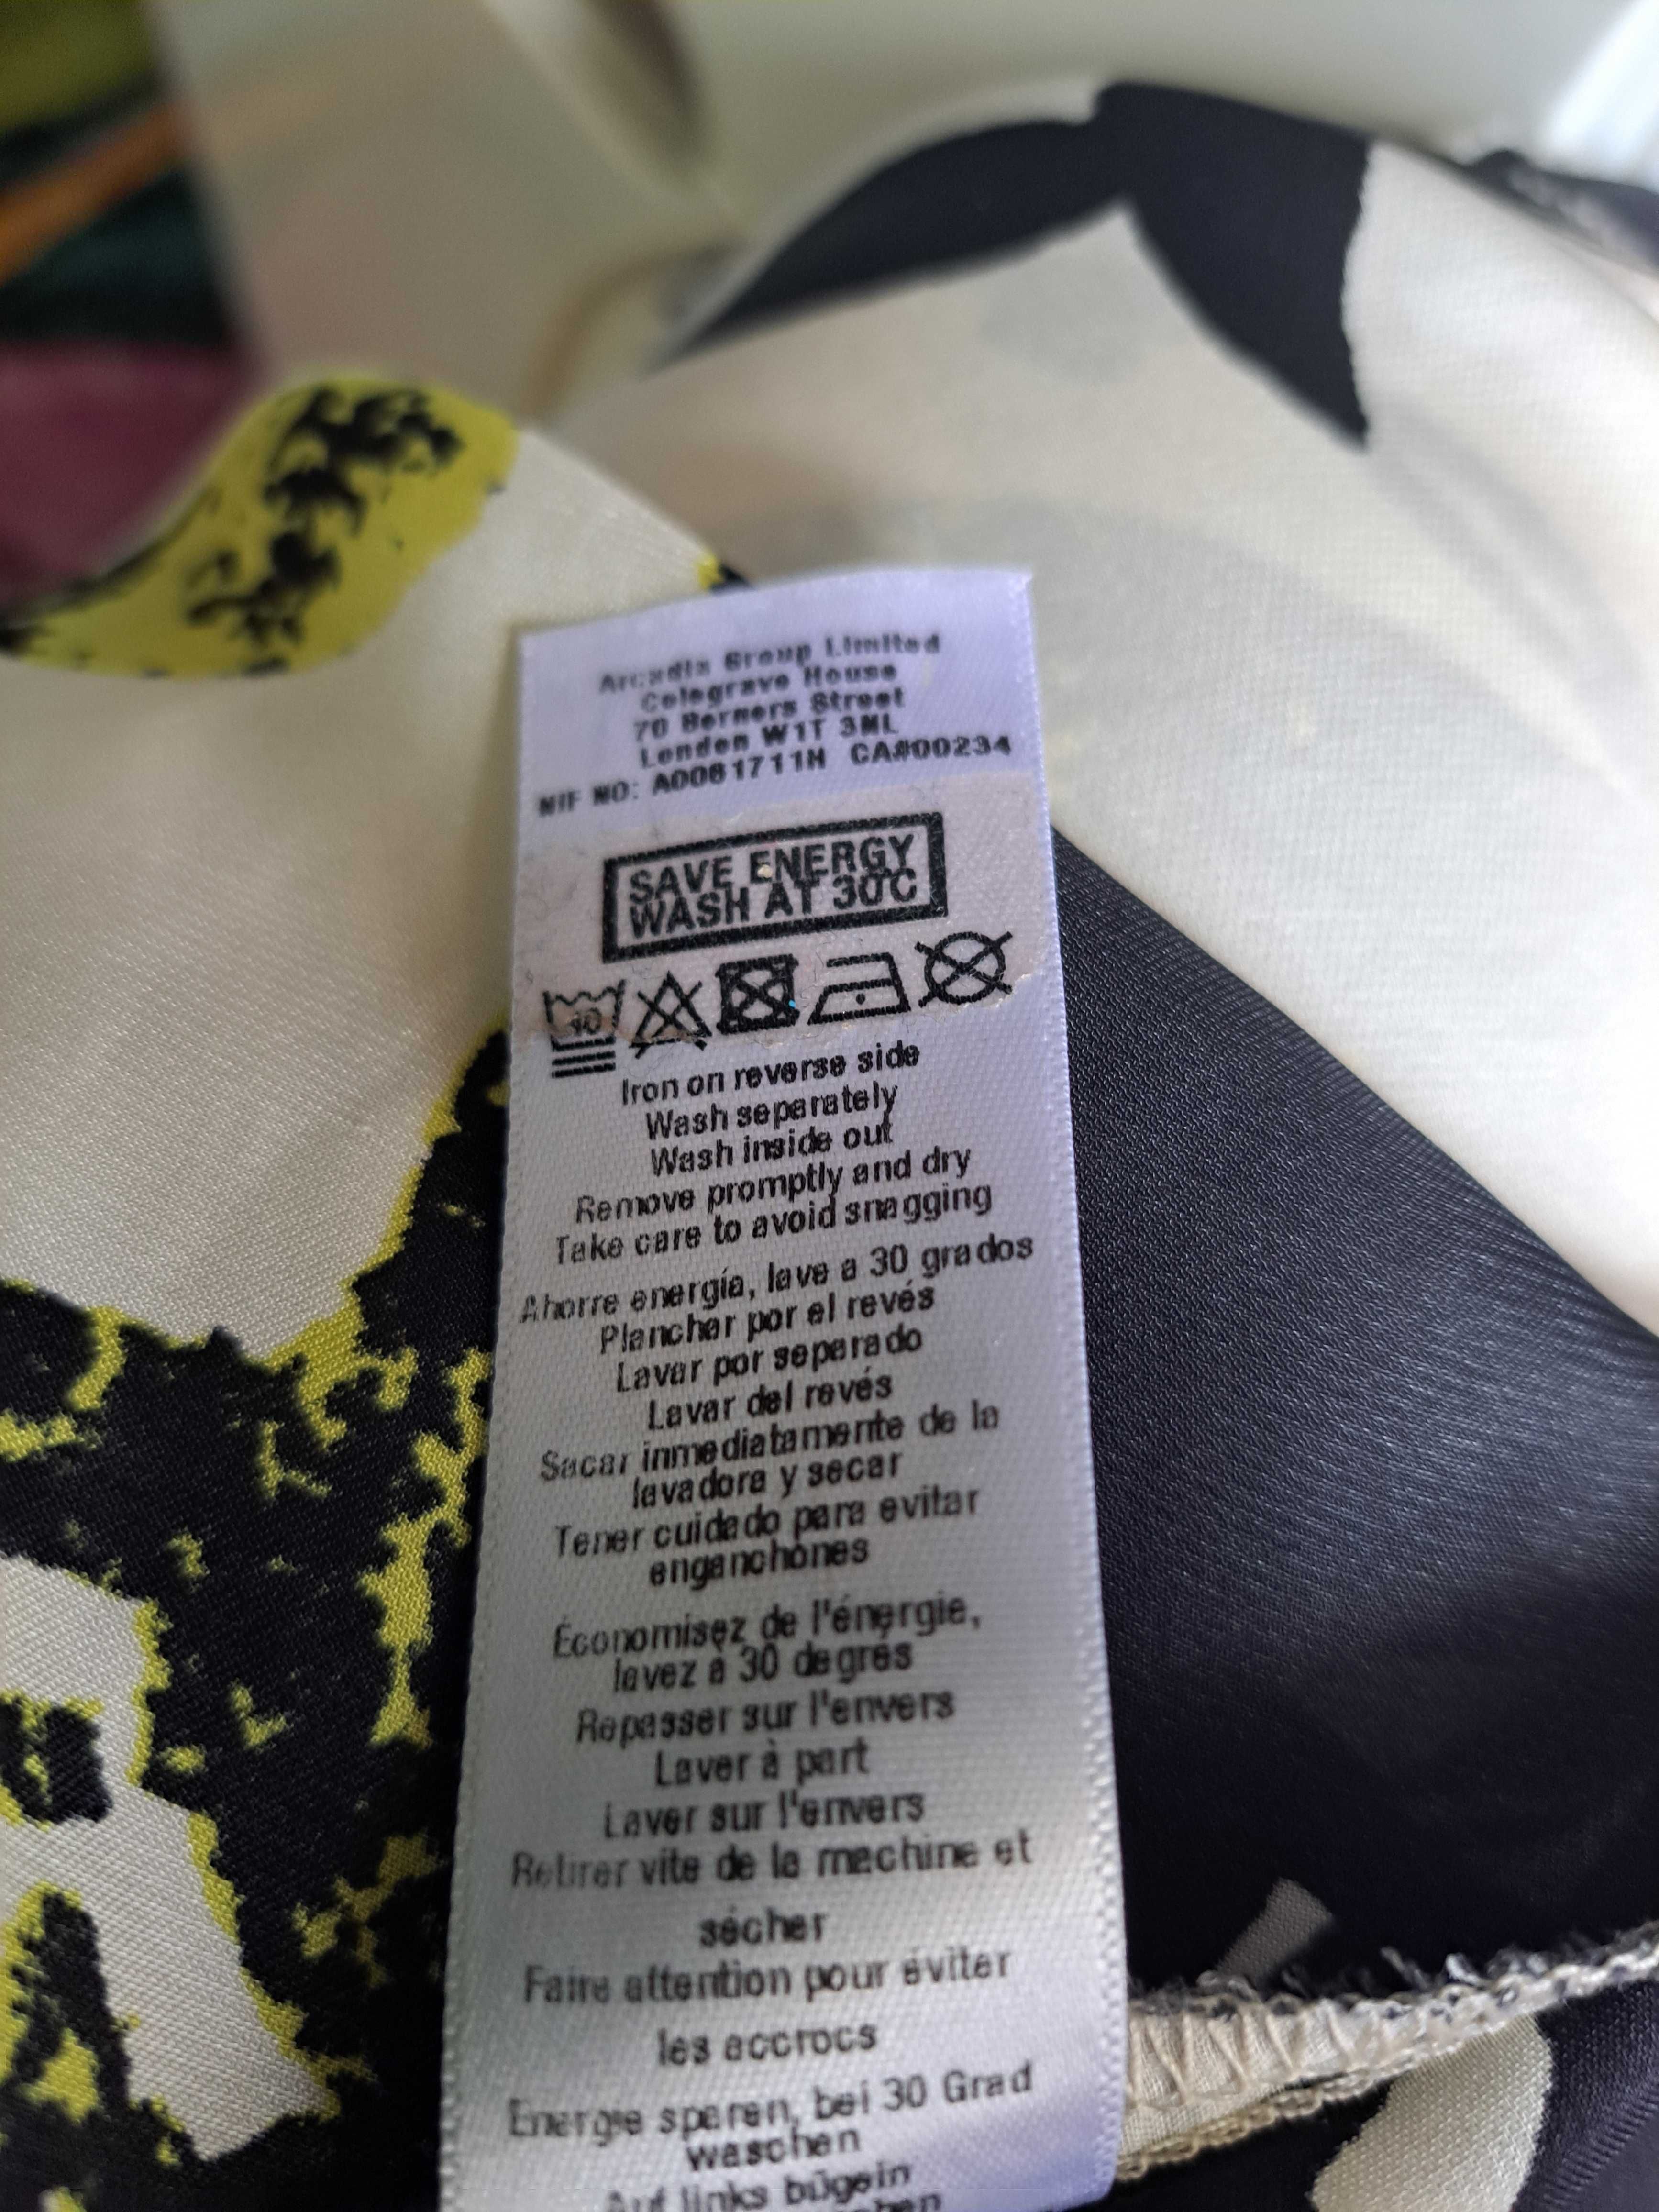 Arcadia Group Limited
Colegrave House
70 Berners Street
London W1T 3NL
NIF NO: A0081711H CA#00234
SAVE ENERGY
WASH AT 30°C
40
Iron on reverse side
Wash separately
Wash inside out
Remove promptly and dry
Take care to avoid snagging
Ahorre energía, lave a 30 grados
Planchar por el revés
Lavar por separado
Lavar del revés
Sacar inmediatamente de la
lavadora y secar
Tener cuidado para evitar
enganchones
Économisez de l'énergie,
lavez à 30 degrés
Repasser sur l'envers
Laver à part
Laver sur l'envers
Retirer vite de la machine et
sécher
Faire attention pour éviter
les accrocs
Energie sparen, bei 30 Grad
waschen
Auf links bügeln